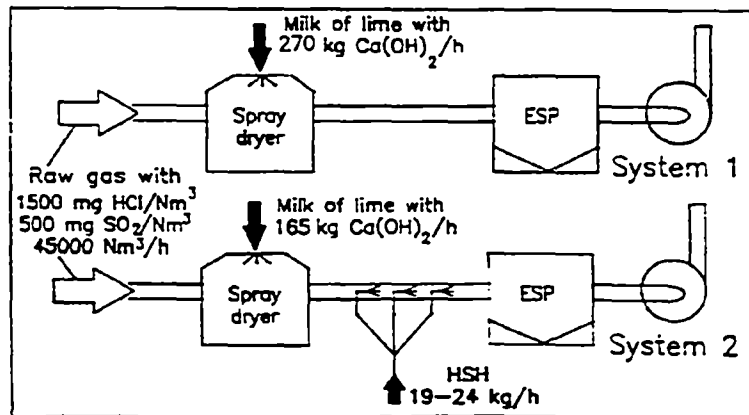 Milk of lime with
270 kg Ca(OH)₂/h
Spray
dryer
ESP
System 1
Raw gas with
1500 mg HCl/Nm³
500 mg SO₂/Nm³
45000 Nm³/h
Milk of lime with
165 kg Ca(OH)₂/h
Spray
dryer
ESP
System 2
HSH
19–24 kg/h